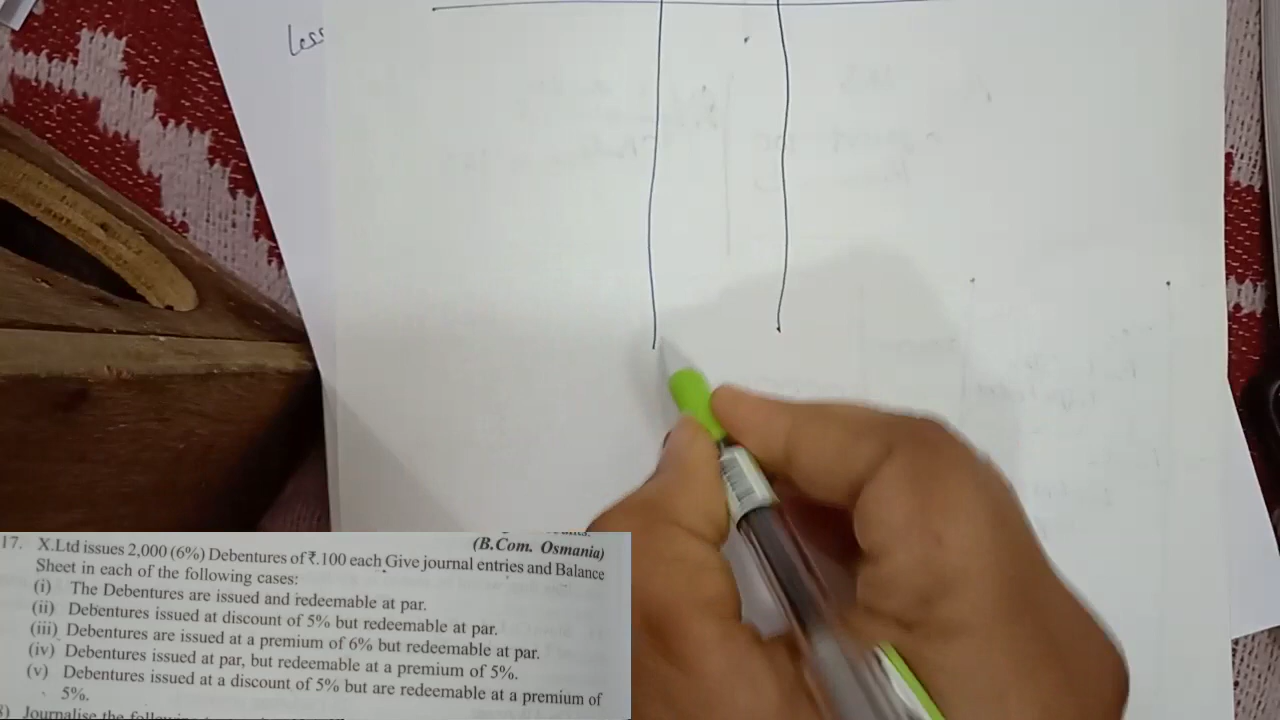 Less
(B.Com. Osmania)
17. X.Ltd issues 2,000 (6%) Debentures of ₹.100 each Give journal entries and Balance
Sheet in each of the following cases:
(i) The Debentures are issued and redeemable at par.
(ii) Debentures issued at discount of 5% but redeemable at par.
(iii) Debentures are issued at a premium of 6% but redeemable at par.
(iv) Debentures issued at par, but redeemable at a premium of 5%.
(v) Debentures issued at a discount of 5% but are redeemable at a premium of
5%.
Journalise the